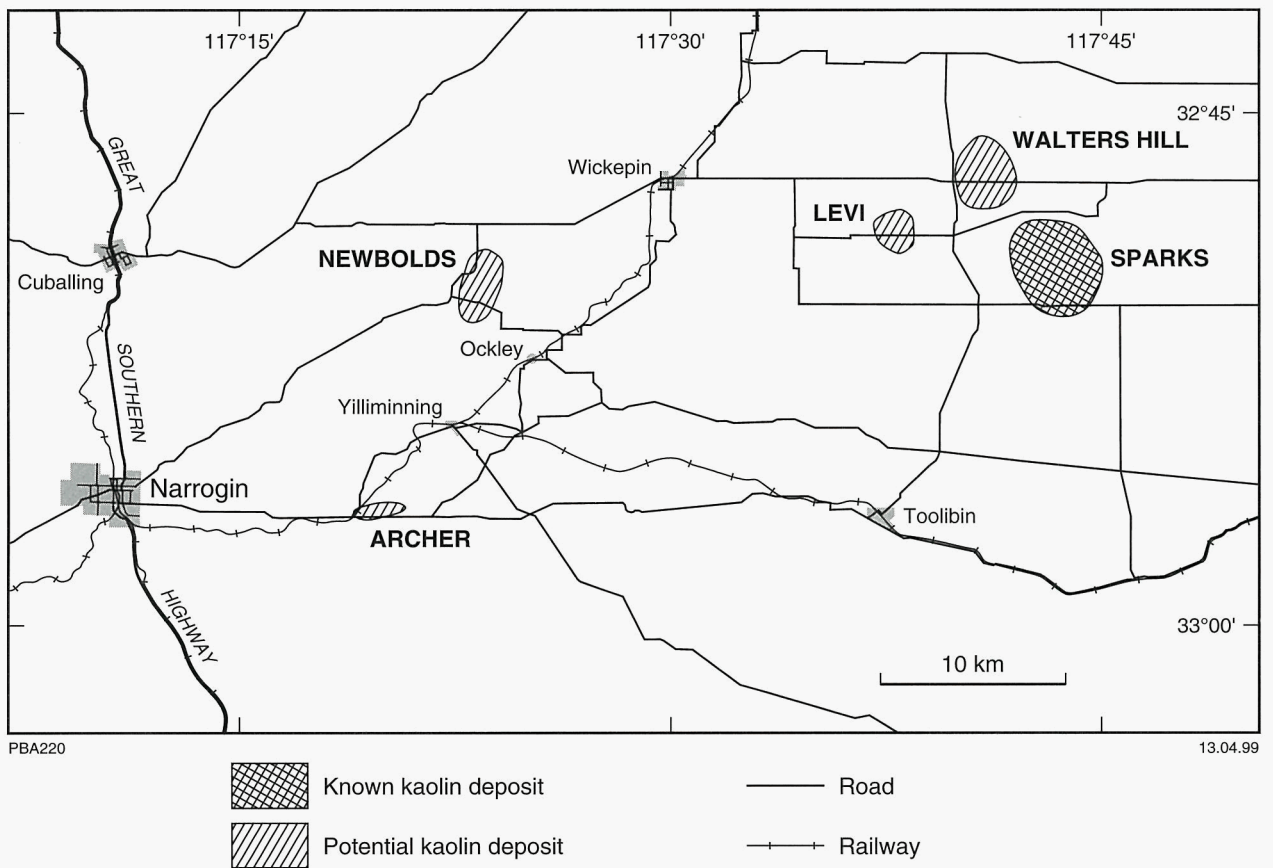 117°15'
117°30'
117°45'
32°45'
GREAT
WALTERS HILL
Wickepin
LEVI
NEWBOLDS
SPARKS
Cuballing
SOUTHERN
Ockley
Yilliminning
Narrogin
Toolibin
ARCHER
HIGHWAY
33°00'
10 km
PBA220
13.04.99
Known kaolin deposit
Road
Potential kaolin deposit
Railway